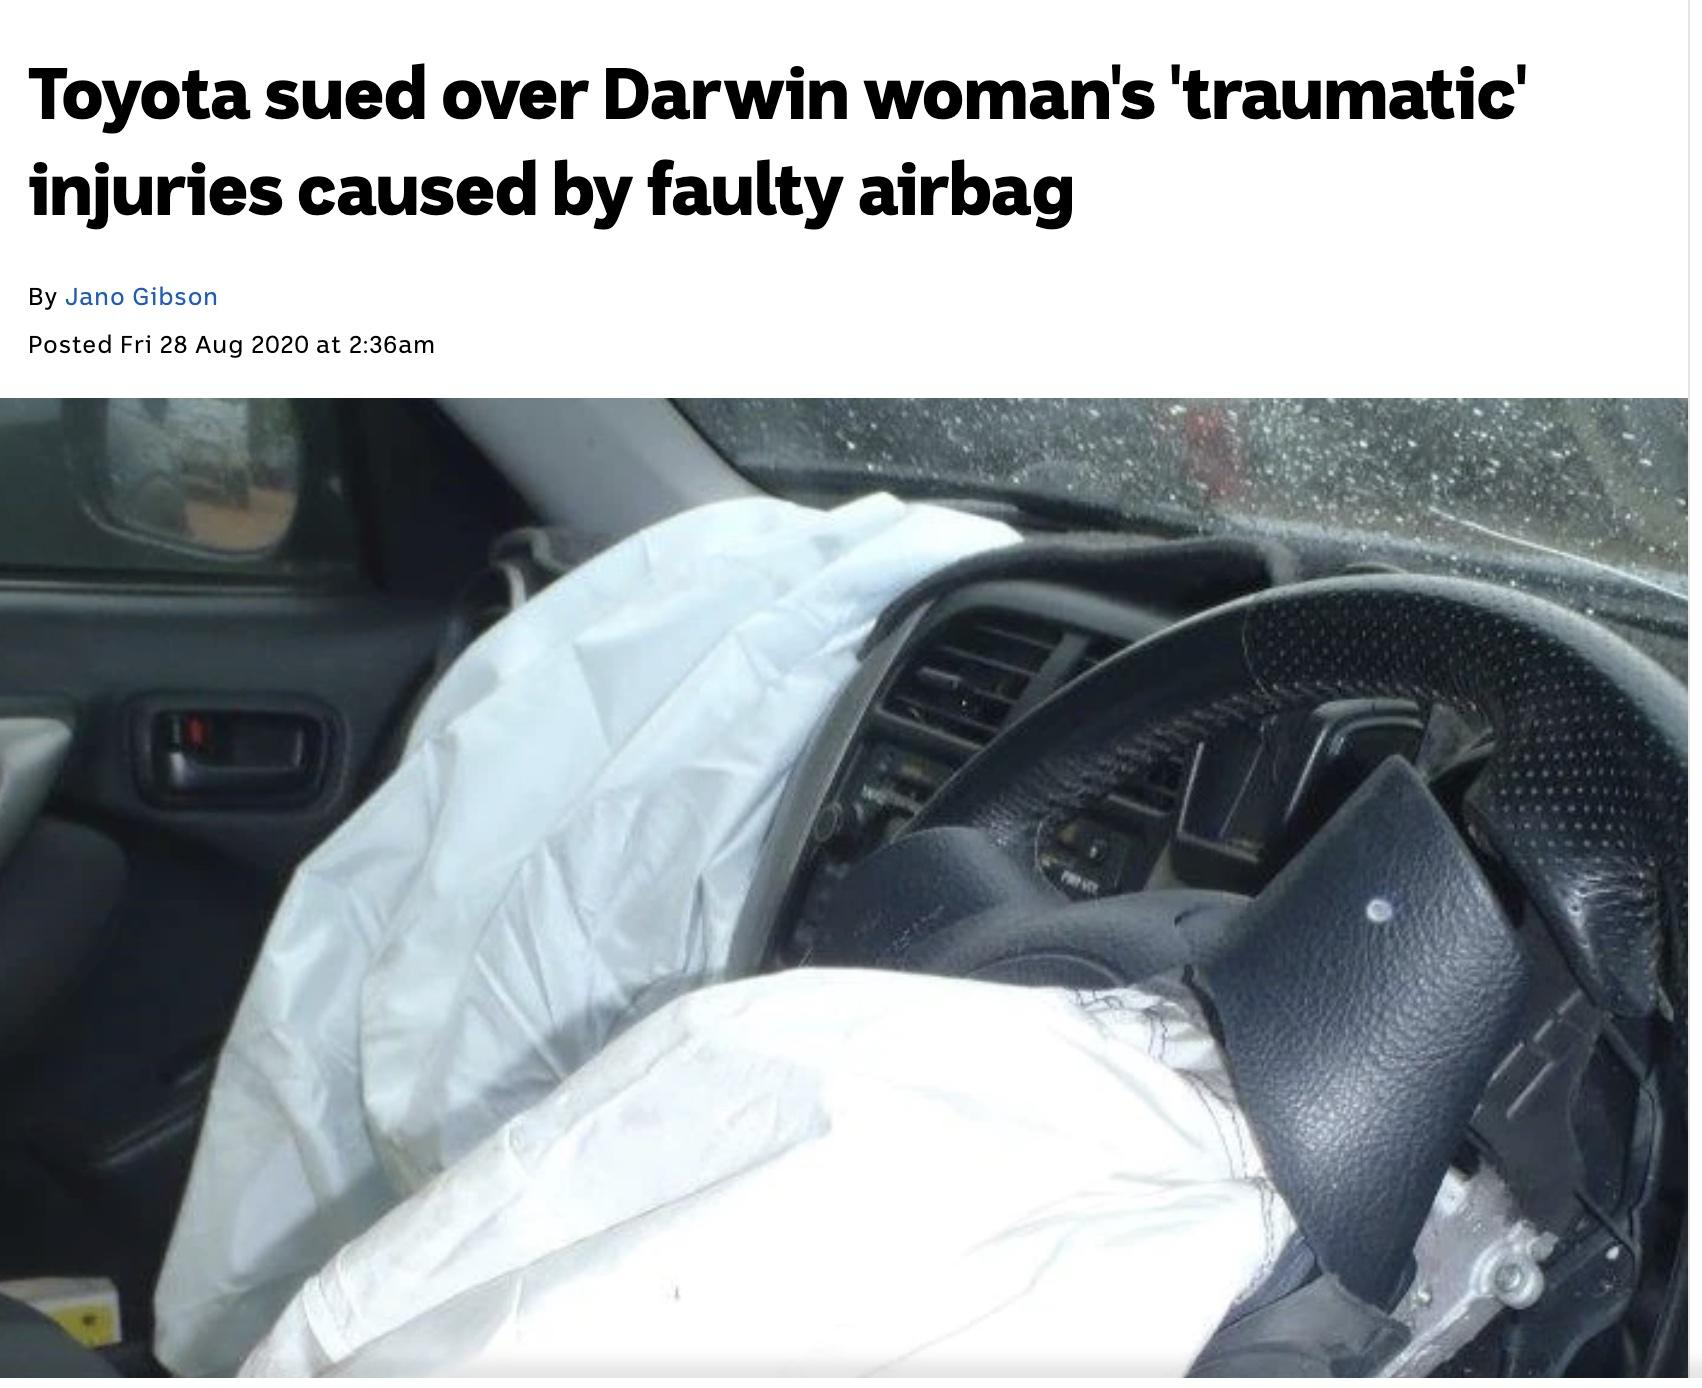 Toyota sued over Darwin woman's 'traumatic'
injuries caused by faulty airbag
By Jano Gibson
Posted Fri 28 Aug 2020 at 2:36am